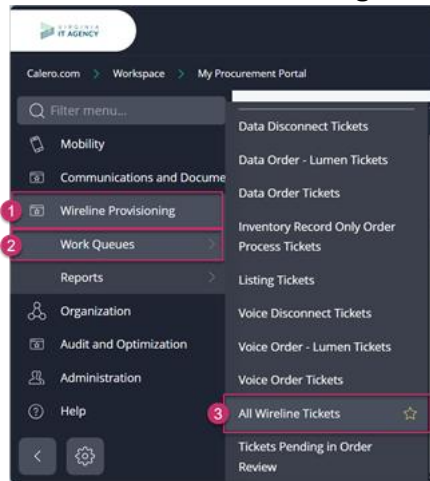 VIRGINIA
IT AGENCY
Calero.com > Workspace > My Procurement Portal
Filter menu...
Mobility
Communications and Docume
1 Wireline Provisioning
2 Work Queues >
Reports >
Organization
Audit and Optimization
Administration
Help
Data Disconnect Tickets
Data Order - Lumen Tickets
Data Order Tickets
Inventory Record Only Order
Process Tickets
Listing Tickets
Voice Disconnect Tickets
Voice Order - Lumen Tickets
Voice Order Tickets
3 All Wireline Tickets
Tickets Pending in Order
Review